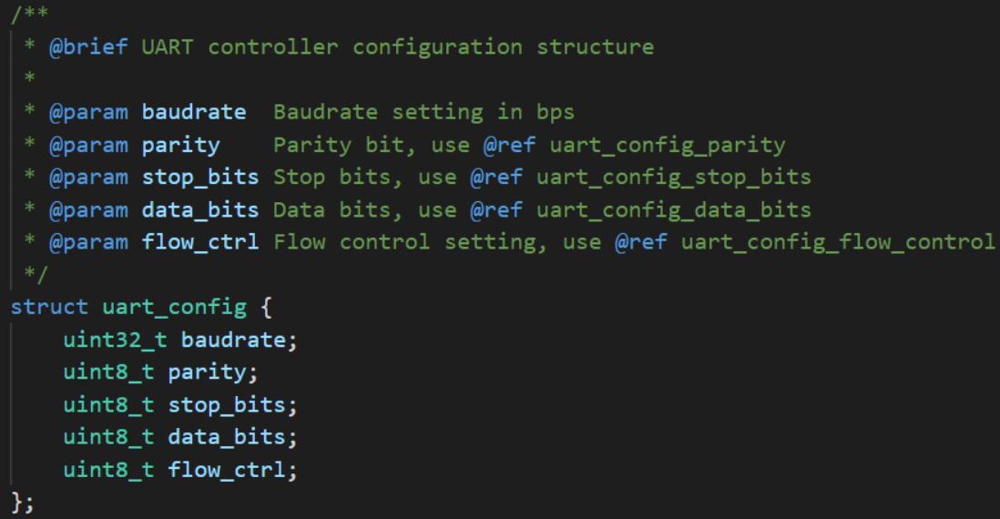 /**
 * @brief UART controller configuration structure
 *
 * @param baudrate  Baudrate setting in bps
 * @param parity    Parity bit, use @ref uart_config_parity
 * @param stop_bits Stop bits, use @ref uart_config_stop_bits
 * @param data_bits Data bits, use @ref uart_config_data_bits
 * @param flow_ctrl Flow control setting, use @ref uart_config_flow_control
 */
struct uart_config {
    uint32_t baudrate;
    uint8_t parity;
    uint8_t stop_bits;
    uint8_t data_bits;
    uint8_t flow_ctrl;
};